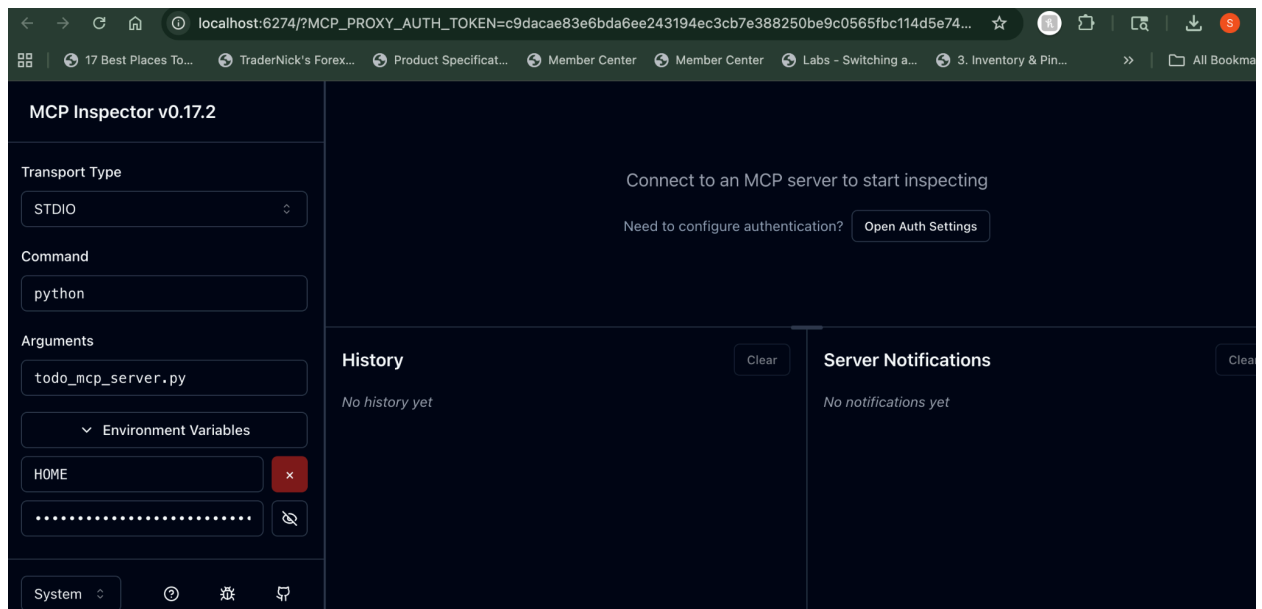 localhost:6274/?MCP_PROXY_AUTH_TOKEN=c9dacae83e6bda6ee243194ec3cb7e388250be9c0565fbc114d5e74...
S
17 Best Places To... TraderNick's Forex... Product Specificat... Member Center Member Center Labs - Switching a... 3. Inventory & Pin... » All Bookma
MCP Inspector v0.17.2
Transport Type
STDIO
Command
python
Arguments
todo_mcp_server.py
Environment Variables
HOME
System
Connect to an MCP server to start inspecting
Need to configure authentication? Open Auth Settings
History Clear
No history yet
Server Notifications Clea
No notifications yet